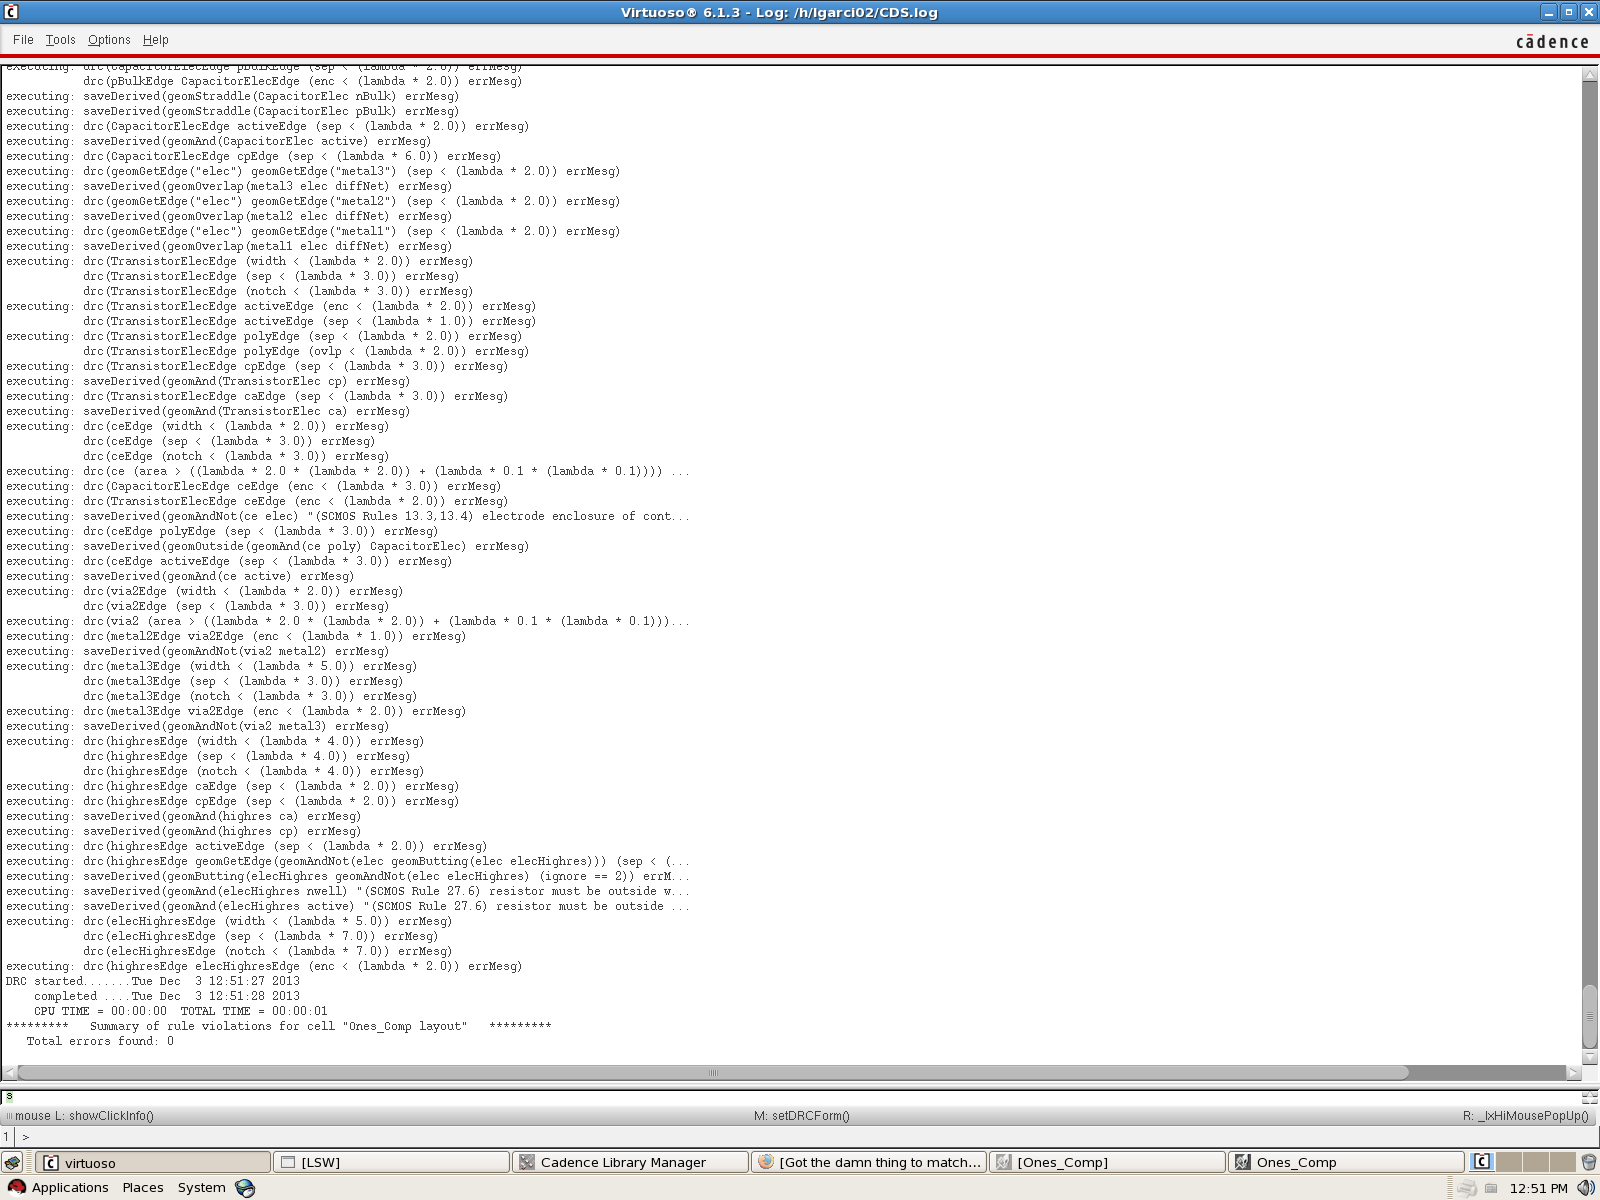 Virtuoso® 6.1.3 - Log: /h/lgarci02/CDS.log
File Tools Options Help
cādence
executing: drc(CapacitorElecEdge pBulkEdge (sep < (lambda * 2.0)) errMesg)
drc(pBulkEdge CapacitorElecEdge (enc < (lambda * 2.0)) errMesg)
executing: saveDerived(geomStraddle(CapacitorElec nBulk) errMesg)
executing: saveDerived(geomStraddle(CapacitorElec pBulk) errMesg)
executing: drc(CapacitorElecEdge activeEdge (sep < (lambda * 2.0)) errMesg)
executing: saveDerived(geomAnd(CapacitorElec active) errMesg)
executing: drc(CapacitorElecEdge cpEdge (sep < (lambda * 6.0)) errMesg)
executing: drc(geomGetEdge("elec") geomGetEdge("metal3") (sep < (lambda * 2.0)) errMesg)
executing: saveDerived(geomOverlap(metal3 elec diffNet) errMesg)
executing: drc(geomGetEdge("elec") geomGetEdge("metal2") (sep < (lambda * 2.0)) errMesg)
executing: saveDerived(geomOverlap(metal2 elec diffNet) errMesg)
executing: drc(geomGetEdge("elec") geomGetEdge("metal1") (sep < (lambda * 2.0)) errMesg)
executing: saveDerived(geomOverlap(metal1 elec diffNet) errMesg)
executing: drc(TransistorElecEdge (width < (lambda * 2.0)) errMesg)
drc(TransistorElecEdge (sep < (lambda * 3.0)) errMesg)
drc(TransistorElecEdge (notch < (lambda * 3.0)) errMesg)
executing: drc(TransistorElecEdge activeEdge (enc < (lambda * 2.0)) errMesg)
drc(TransistorElecEdge activeEdge (sep < (lambda * 1.0)) errMesg)
executing: drc(TransistorElecEdge polyEdge (sep < (lambda * 2.0)) errMesg)
drc(TransistorElecEdge polyEdge (ovlp < (lambda * 2.0)) errMesg)
executing: drc(TransistorElecEdge cpEdge (sep < (lambda * 3.0)) errMesg)
executing: saveDerived(geomAnd(TransistorElec cp) errMesg)
executing: drc(TransistorElecEdge caEdge (sep < (lambda * 3.0)) errMesg)
executing: saveDerived(geomAnd(TransistorElec ca) errMesg)
executing: drc(ceEdge (width < (lambda * 2.0)) errMesg)
drc(ceEdge (sep < (lambda * 3.0)) errMesg)
drc(ceEdge (notch < (lambda * 3.0)) errMesg)
executing: drc(ce (area > ((lambda * 2.0 * (lambda * 2.0)) + (lambda * 0.1 * (lambda * 0.1)))) ...
executing: drc(CapacitorElecEdge ceEdge (enc < (lambda * 3.0)) errMesg)
executing: drc(TransistorElecEdge ceEdge (enc < (lambda * 2.0)) errMesg)
executing: saveDerived(geomAndNot(ce elec) "(SCMOS Rules 13.3,13.4) electrode enclosure of cont...
executing: drc(ceEdge polyEdge (sep < (lambda * 3.0)) errMesg)
executing: saveDerived(geomOutside(geomAnd(ce poly) CapacitorElec) errMesg)
executing: drc(ceEdge activeEdge (sep < (lambda * 3.0)) errMesg)
executing: saveDerived(geomAnd(ce active) errMesg)
executing: drc(via2Edge (width < (lambda * 2.0)) errMesg)
drc(via2Edge (sep < (lambda * 3.0)) errMesg)
executing: drc(via2 (area > ((lambda * 2.0 * (lambda * 2.0)) + (lambda * 0.1 * (lambda * 0.1)))...
executing: drc(metal2Edge via2Edge (enc < (lambda * 1.0)) errMesg)
executing: saveDerived(geomAndNot(via2 metal2) errMesg)
executing: drc(metal3Edge (width < (lambda * 5.0)) errMesg)
drc(metal3Edge (sep < (lambda * 3.0)) errMesg)
drc(metal3Edge (notch < (lambda * 3.0)) errMesg)
executing: drc(metal3Edge via2Edge (enc < (lambda * 2.0)) errMesg)
executing: saveDerived(geomAndNot(via2 metal3) errMesg)
executing: drc(highresEdge (width < (lambda * 4.0)) errMesg)
drc(highresEdge (sep < (lambda * 4.0)) errMesg)
drc(highresEdge (notch < (lambda * 4.0)) errMesg)
executing: drc(highresEdge caEdge (sep < (lambda * 2.0)) errMesg)
executing: drc(highresEdge cpEdge (sep < (lambda * 2.0)) errMesg)
executing: saveDerived(geomAnd(highres ca) errMesg)
executing: saveDerived(geomAnd(highres cp) errMesg)
executing: drc(highresEdge activeEdge (sep < (lambda * 2.0)) errMesg)
executing: drc(highresEdge geomGetEdge(geomAndNot(elec geomButting(elec elecHighres))) (sep < (...
executing: saveDerived(geomButting(elecHighres geomAndNot(elec elecHighres) (ignore == 2)) errM...
executing: saveDerived(geomAnd(elecHighres nwell) "(SCMOS Rule 27.6) resistor must be outside w...
executing: saveDerived(geomAnd(elecHighres active) "(SCMOS Rule 27.6) resistor must be outside ...
executing: drc(elecHighresEdge (width < (lambda * 5.0)) errMesg)
drc(elecHighresEdge (sep < (lambda * 7.0)) errMesg)
drc(elecHighresEdge (notch < (lambda * 7.0)) errMesg)
executing: drc(highresEdge elecHighresEdge (enc < (lambda * 2.0)) errMesg)
DRC started.......Tue Dec  3 12:51:27 2013
completed ....Tue Dec  3 12:51:28 2013
CPU TIME = 00:00:00  TOTAL TIME = 00:00:01
*********   Summary of rule violations for cell "Ones_Comp layout"   *********
Total errors found: 0
s
mouse L: showClickInfo() M: setDRCForm() R: _lxHiMousePopUp()
1 >
virtuoso [LSW] Cadence Library Manager [Got the damn thing to match... [Ones_Comp] Ones_Comp
Applications Places System 12:51 PM